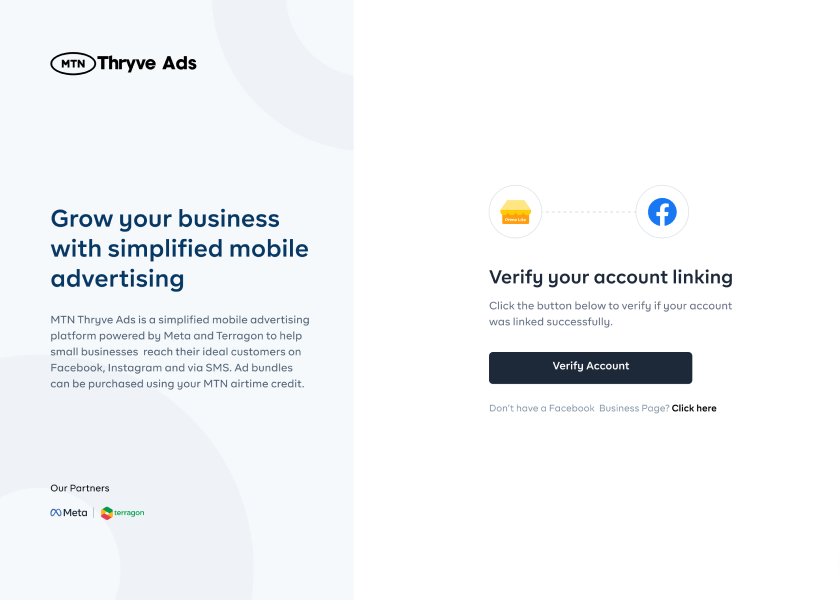 MTN Thryve Ads
Grow your business
with simplified mobile
advertising
MTN Thryve Ads is a simplified mobile advertising
platform powered by Meta and Terragon to help
small businesses reach their ideal customers on
Facebook, Instagram and via SMS. Ad bundles
can be purchased using your MTN airtime credit.
Our Partners
Meta | terragon
Verify your account linking
Click the button below to verify if your account
was linked successfully.
Verify Account
Don't have a Facebook Business Page? Click here